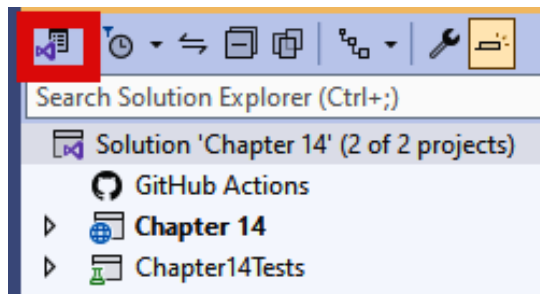 Search Solution Explorer (Ctrl+;)
Solution 'Chapter 14' (2 of 2 projects)
GitHub Actions
Chapter 14
Chapter14Tests